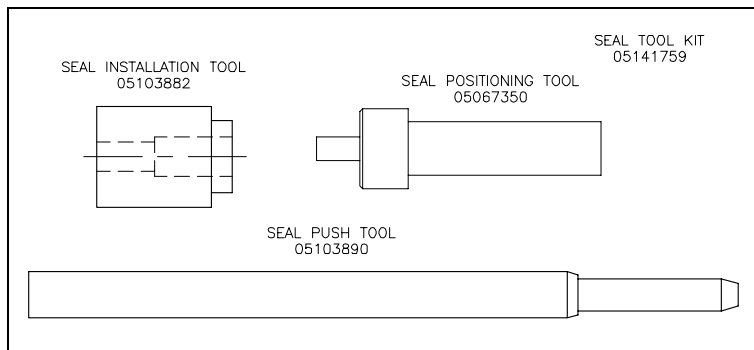 SEAL TOOL KIT
05141759
SEAL INSTALLATION TOOL
05103882
SEAL POSITIONING TOOL
05067350
SEAL PUSH TOOL
05103890